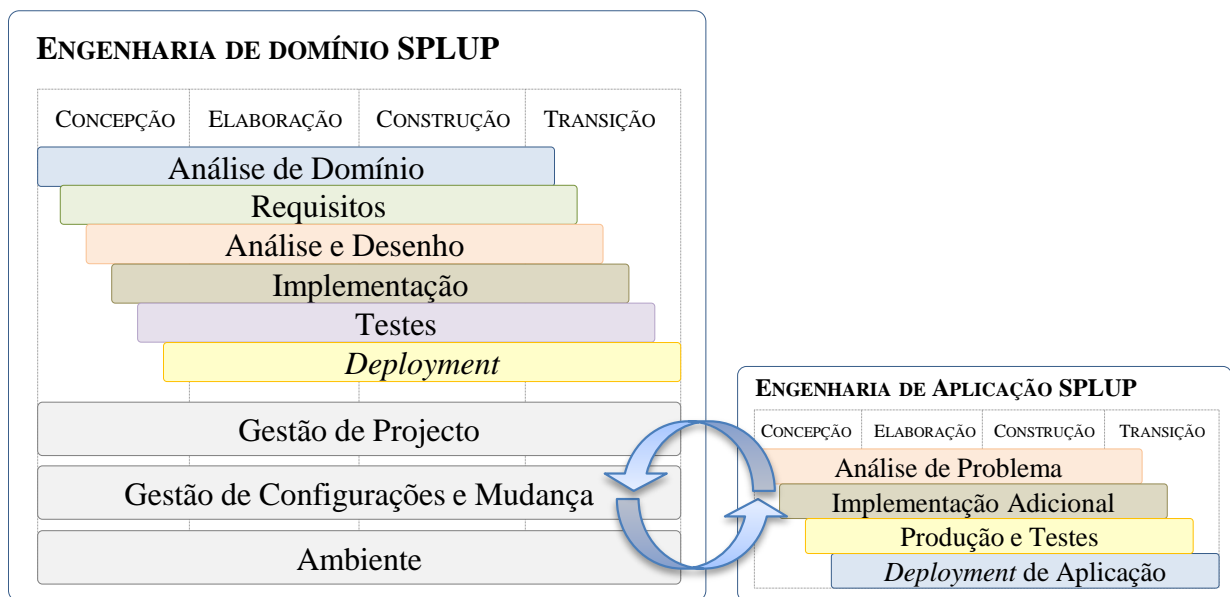 ENGENHARIA DE DOMÍNIO SPLUP
CONCEPÇÃO ELABORAÇÃO CONSTRUÇÃO TRANSIÇÃO
Análise de Domínio
Requisitos
Análise e Desenho
Implementação
Testes
Deployment
Gestão de Projecto
Gestão de Configurações e Mudança
Ambiente
ENGENHARIA DE APLICAÇÃO SPLUP
CONCEPÇÃO ELABORAÇÃO CONSTRUÇÃO TRANSIÇÃO
Análise de Problema
Implementação Adicional
Produção e Testes
Deployment de Aplicação